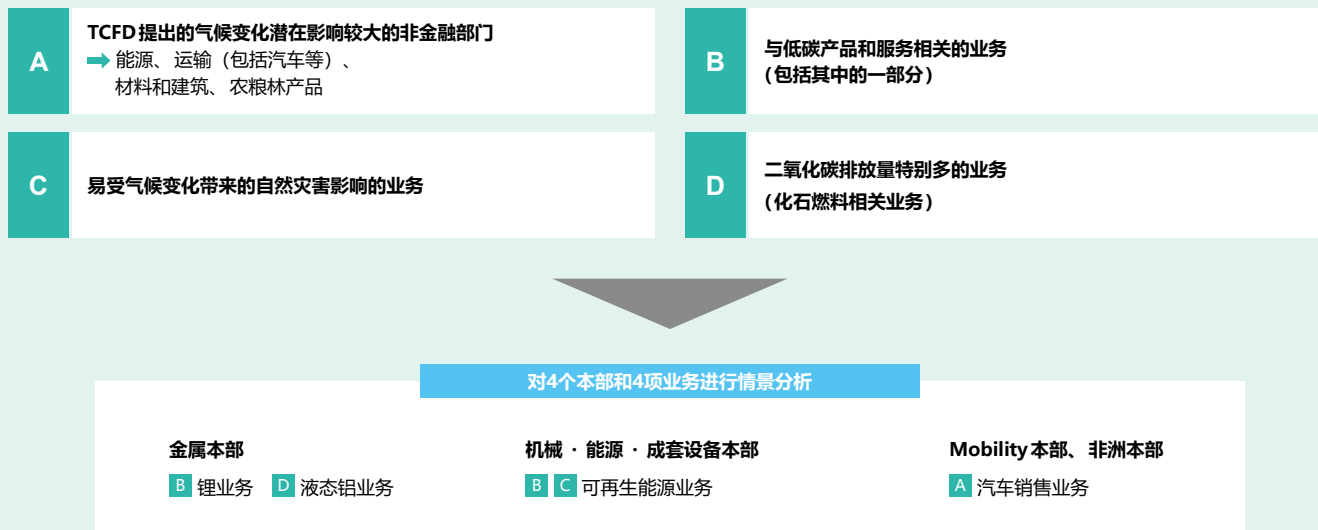 A
TCFD提出的气候变化潜在影响较大的非金融部门
能源、运输（包括汽车等）、
材料和建筑、农粮林产品
B
与低碳产品和服务相关的业务
（包括其中的一部分）
C
易受气候变化带来的自然灾害影响的业务
D
二氧化碳排放量特别多的业务
（化石燃料相关业务）
对4个本部和4项业务进行情景分析
金属本部
B 锂业务 D 液态铝业务
机械·能源·成套设备本部
B C 可再生能源业务
Mobility本部、非洲本部
A 汽车销售业务